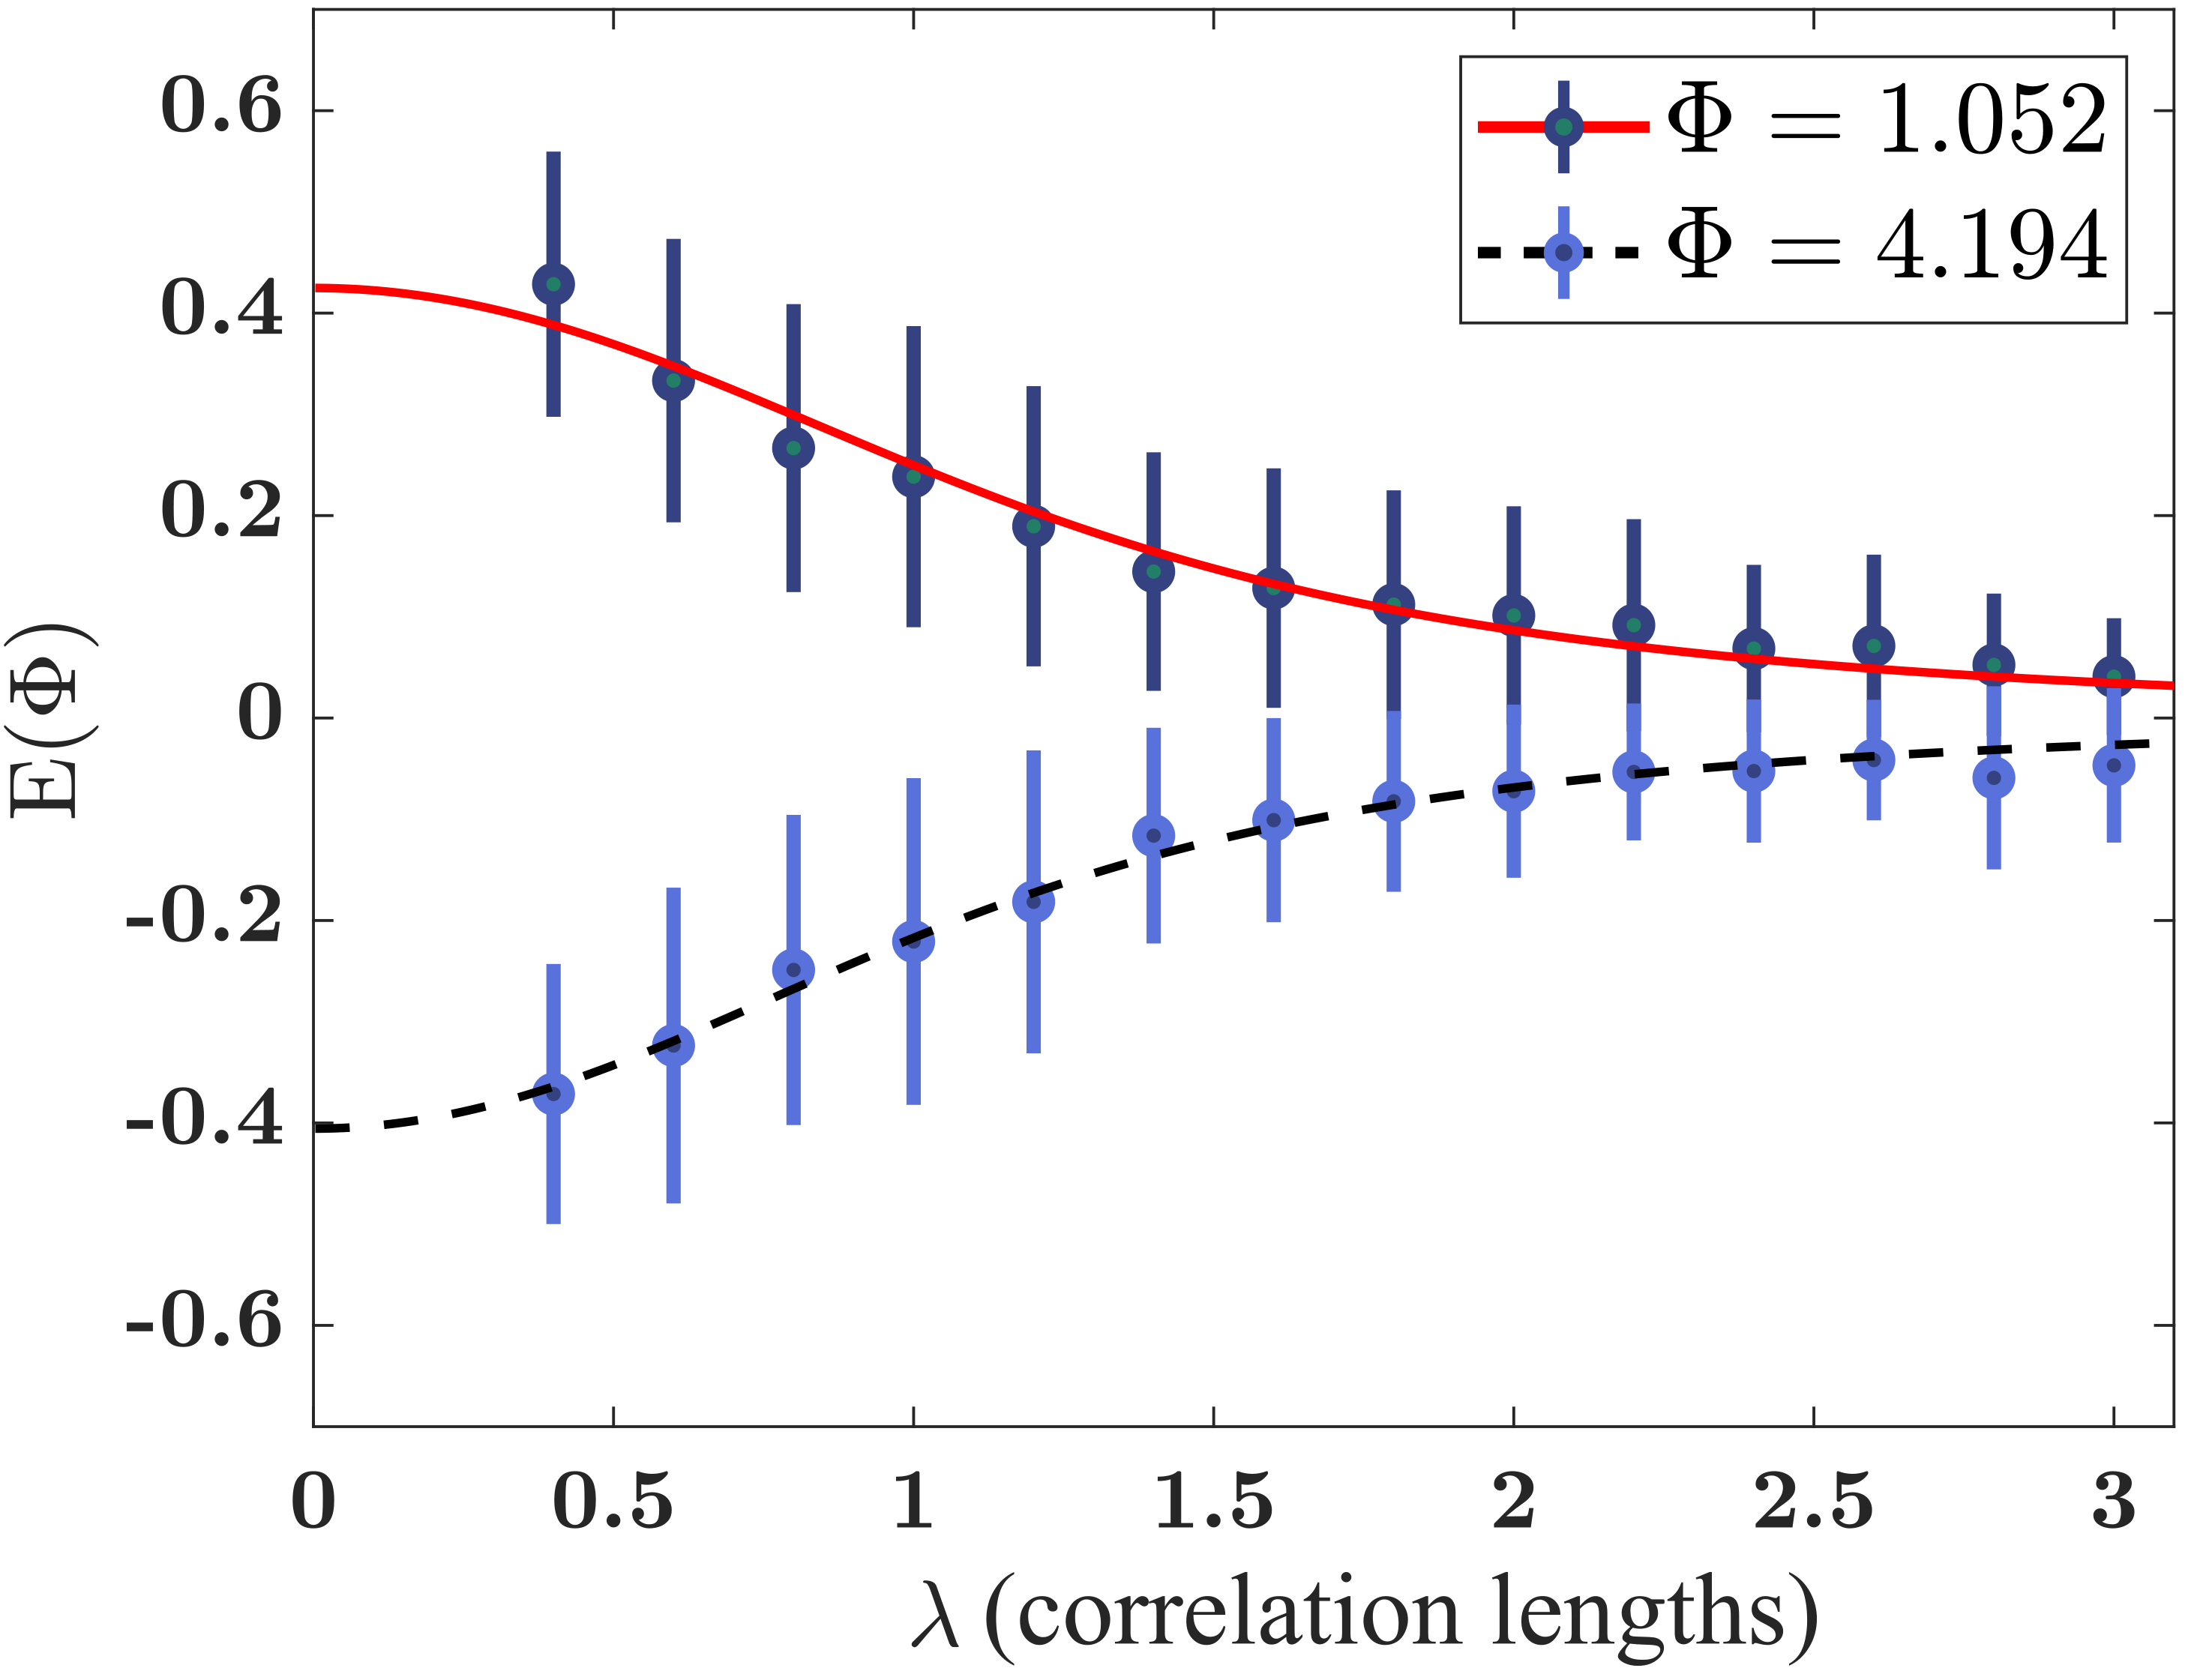 Φ = 1.052
Φ = 4.194
0.6
0.4
0.2
0
-0.2
-0.4
-0.6
E(Φ)
0 0.5 1 1.5 2 2.5 3
λ (correlation lengths)